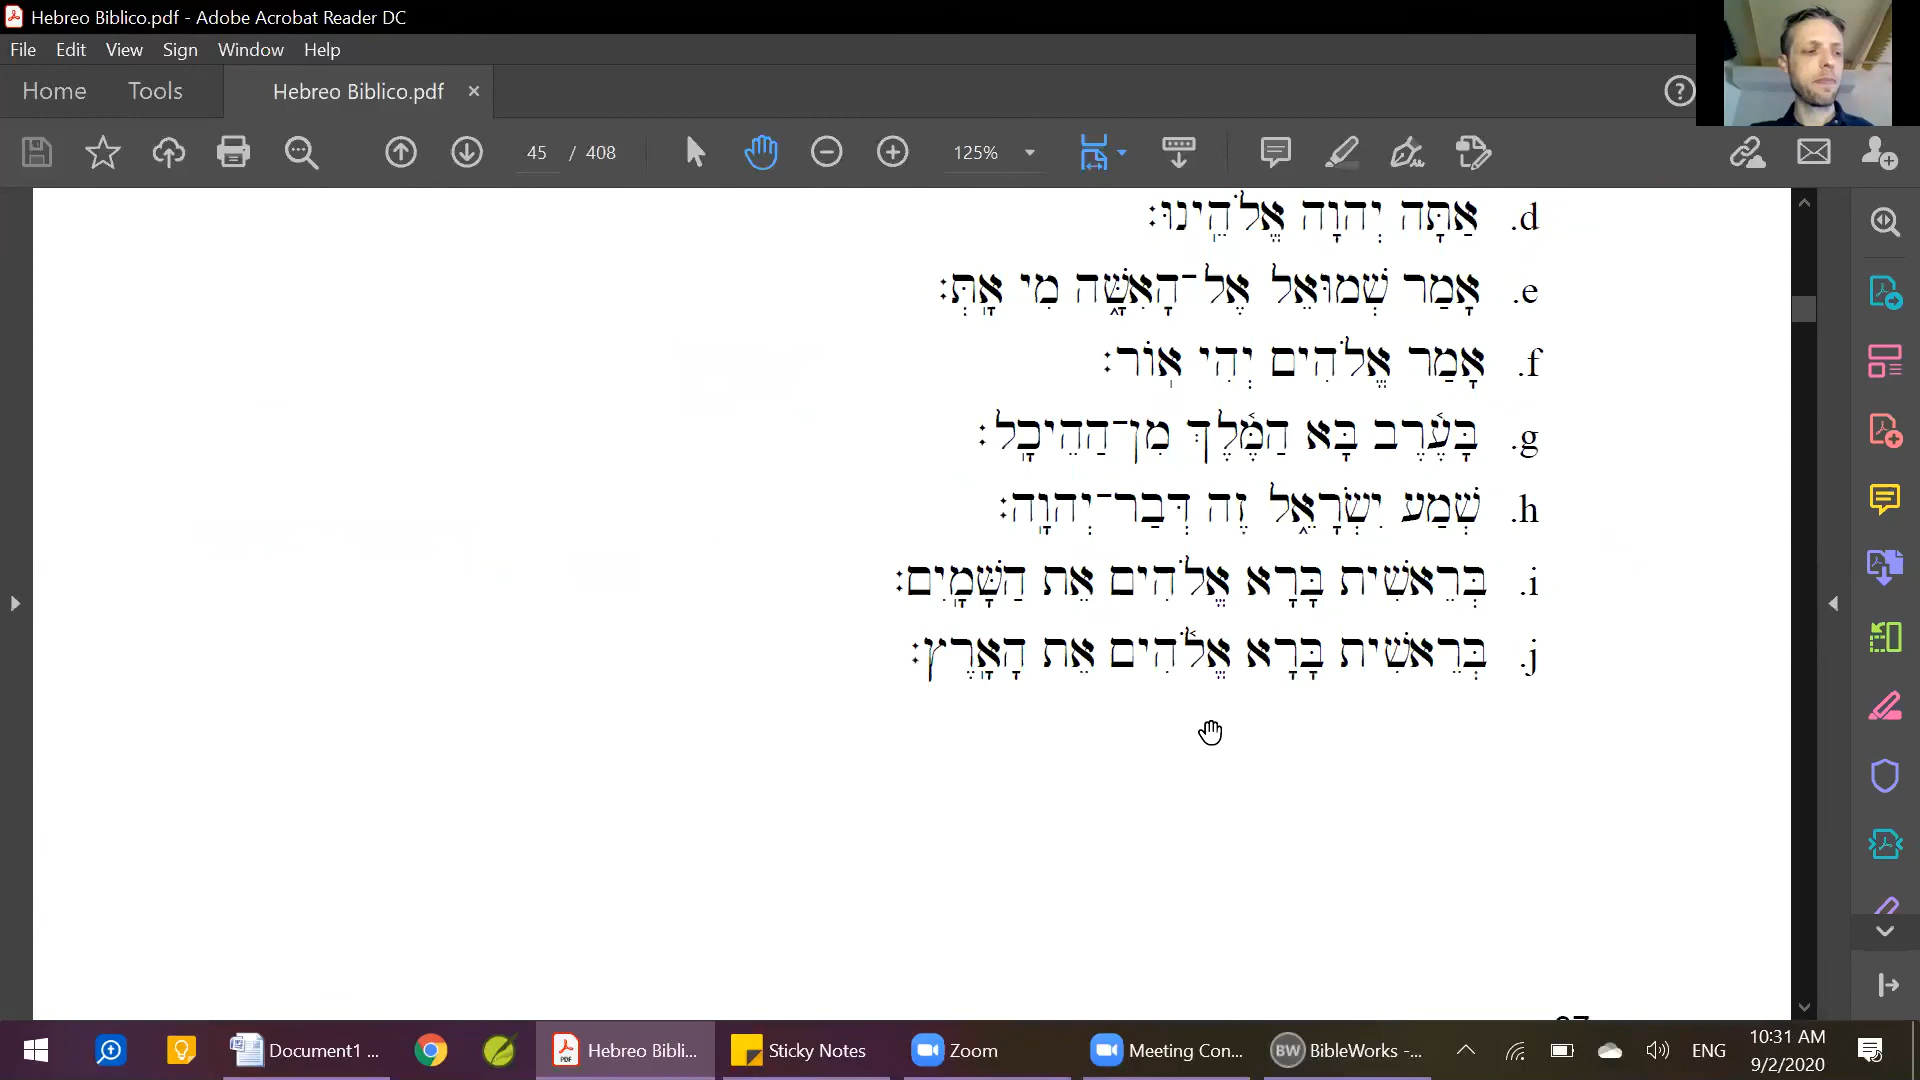 Hebreo Biblico.pdf - Adobe Acrobat Reader DC
File Edit View Sign Window Help
Home Tools Hebreo Biblico.pdf
45 / 408 125%
d. אַתָּה יְהוָה אֱלֹהֵֽינוּ׃
e. אָמַר שְׁמוּאֵל אֶל־הָאִשָּׁ֑ה מִי אָֽתְּ׃
f. אָמַר אֱלֹהִים יְהִי אֽוֹר׃
g. בָּעֶ֫רֶב בָּא הַמֶּ֫לֶךְ מִן־הַהֵיכָֽל׃
h. שְׁמַע יִשְׂרָאֵ֑ל זֶה דְּבַר־יְהוָֽה׃
i. בְּרֵאשִׁית בָּרָא אֱלֹהִים אֵת הַשָּׁמָֽיִם׃
j. בְּרֵאשִׁית בָּרָא אֱלֹ֫הִים אֵת הָאָֽרֶץ׃
Document1 ... Hebreo Bibli... Sticky Notes Zoom Meeting Con... BW BibleWorks -... ENG 10:31 AM
9/2/2020